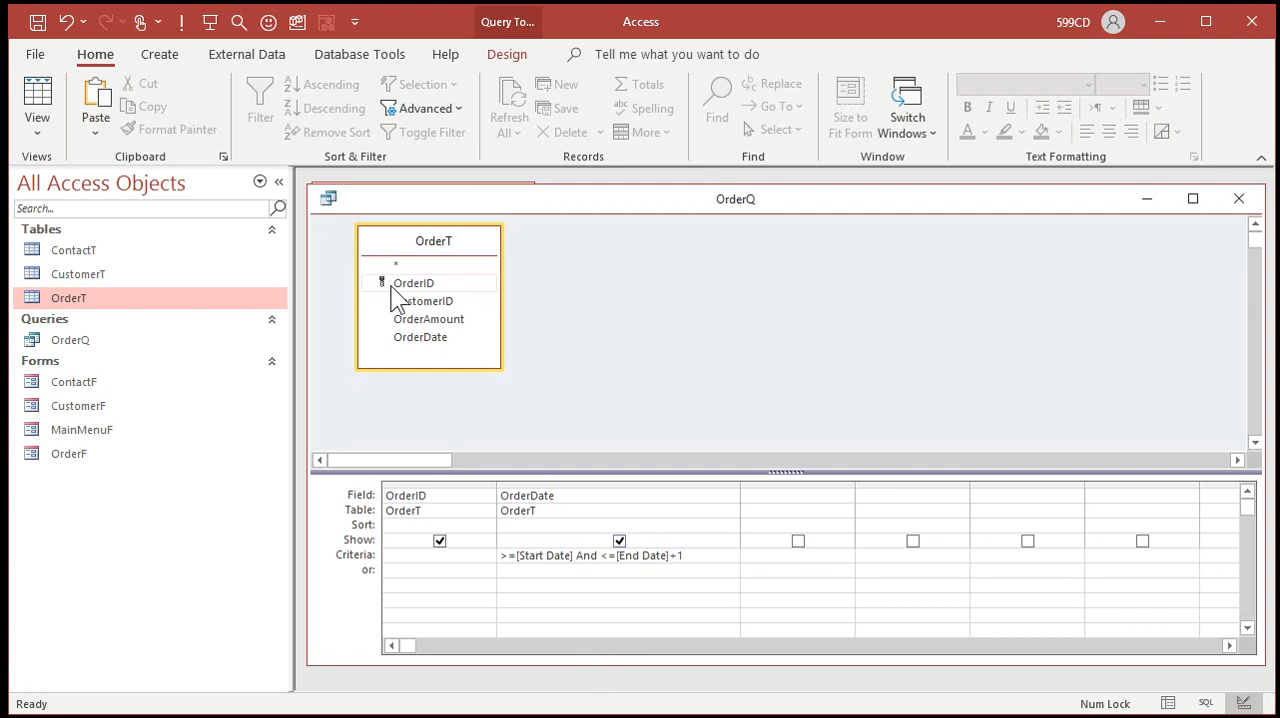 Query To...
Access
599CD
File
Home
Create
External Data
Database Tools
Help
Design
Tell me what you want to do
View
Views
Paste
Cut
Copy
Format Painter
Clipboard
Filter
Ascending
Descending
Remove Sort
Selection
Advanced
Toggle Filter
Sort & Filter
Refresh
All
New
Save
Delete
Totals
Spelling
More
Records
Find
Replace
Go To
Select
Find
Size to
Fit Form
Switch
Windows
Window
B I U
A
Text Formatting
All Access Objects
Search...
Tables
ContactT
CustomerT
OrderT
Queries
OrderQ
Forms
ContactF
CustomerF
MainMenuF
OrderF
OrderQ
OrderT
*
OrderID
stomerID
OrderAmount
OrderDate
Field: OrderID OrderDate
Table: OrderT OrderT
Sort:
Show:
Criteria: >=[Start Date] And <=[End Date]+1
or:
Ready
Num Lock
SQL